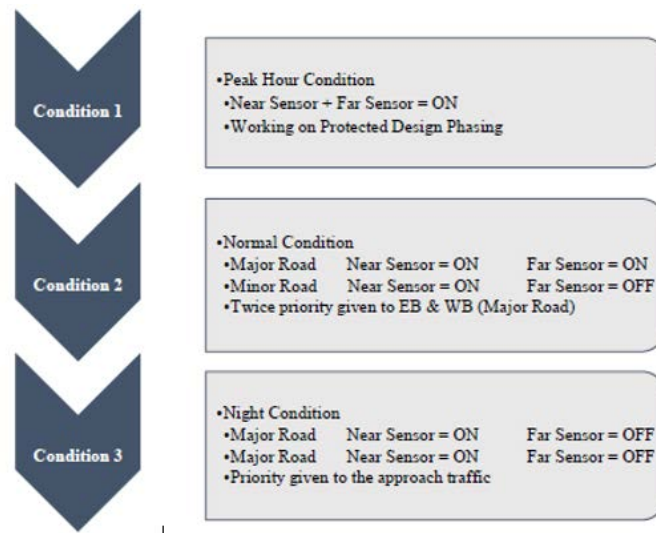 Condition 1
•Peak Hour Condition
•Near Sensor + Far Sensor = ON
•Working on Protected Design Phasing
Condition 2
•Normal Condition
•Major Road Near Sensor = ON Far Sensor = ON
•Minor Road Near Sensor = ON Far Sensor = OFF
•Twice priority given to EB & WB (Major Road)
Condition 3
•Night Condition
•Major Road Near Sensor = ON Far Sensor = OFF
•Major Road Near Sensor = ON Far Sensor = OFF
•Priority given to the approach traffic